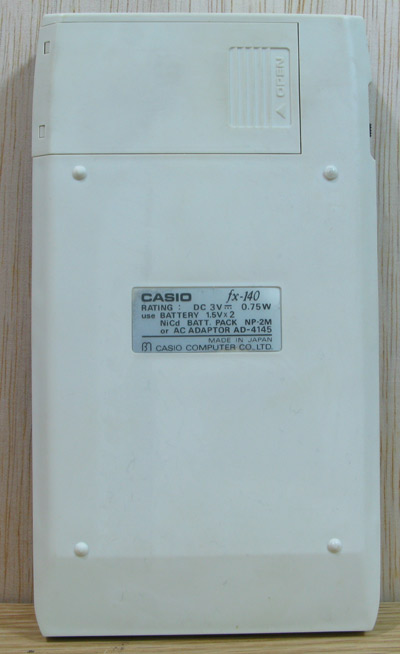 OPEN
CASIO fx-140
RATING : DC 3V⎓ 0.75W
use BATTERY 1.5V×2
NiCd BATT. PACK NP-2M
or AC ADAPTOR AD-4145
MADE IN JAPAN
CASIO COMPUTER CO., LTD.